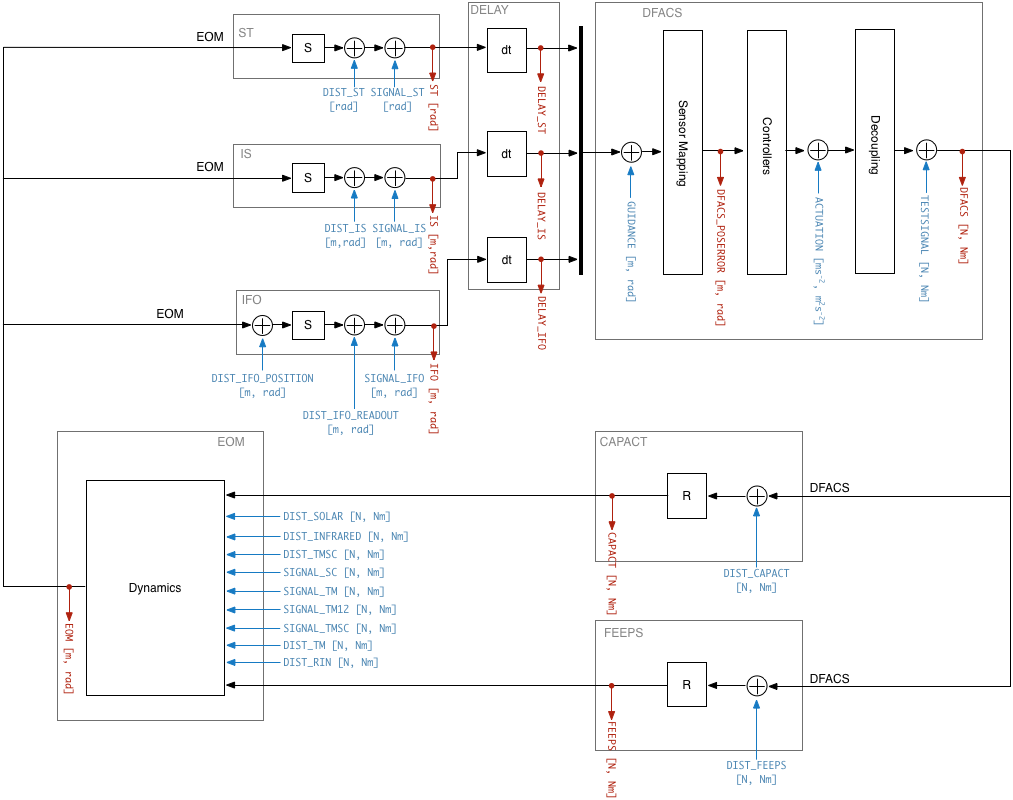 EOM
ST
S
DIST_ST
[rad]
SIGNAL_ST
[rad]
ST [rad]
DELAY
dt
DELAY_ST
EOM
IS
S
DIST_IS
[m,rad]
SIGNAL_IS
[m, rad]
IS [m,rad]
dt
DELAY_IS
EOM
IFO
S
DIST_IFO_POSITION
[m, rad]
DIST_IFO_READOUT
[m, rad]
SIGNAL_IFO
[m, rad]
IFO [m, rad]
dt
DELAY_IFO
DFACS
GUIDANCE [m, rad]
Sensor Mapping
DFACS_POSERROR [m, rad]
Controllers
ACTUATION [ms-2, m2s-2]
Decoupling
TESTSIGNAL [N, Nm]
DFACS [N, Nm]
EOM
Dynamics
EOM [m, rad]
DIST_SOLAR [N, Nm]
DIST_INFRARED [N, Nm]
DIST_TMSC [N, Nm]
SIGNAL_SC [N, Nm]
SIGNAL_TM [N, Nm]
SIGNAL_TM12 [N, Nm]
SIGNAL_TMSC [N, Nm]
DIST_TM [N, Nm]
DIST_RIN [N, Nm]
CAPACT
R
DFACS
CAPACT [N, Nm]
DIST_CAPACT
[N, Nm]
FEEPS
R
DFACS
FEEPS [N, Nm]
DIST_FEEPS
[N, Nm]